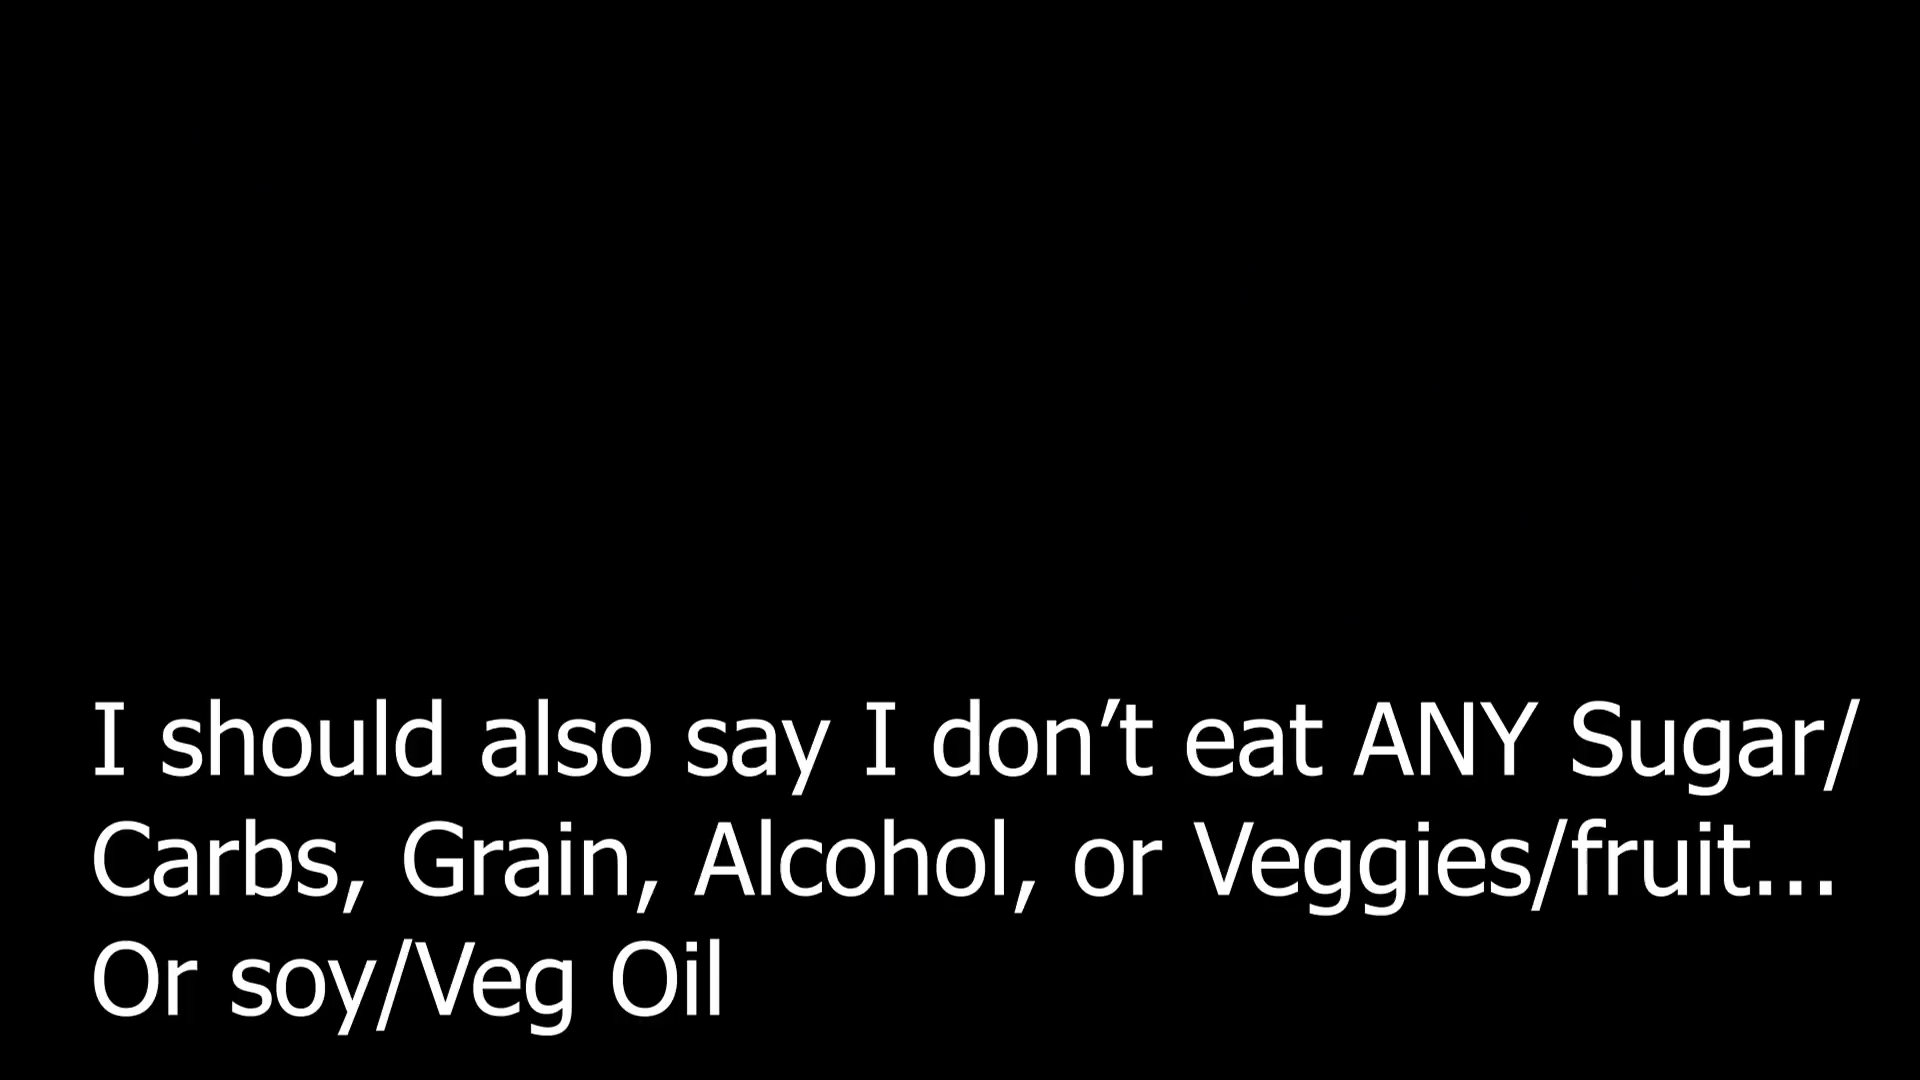 I should also say I don’t eat ANY Sugar/
Carbs, Grain, Alcohol, or Veggies/fruit...
Or soy/Veg Oil